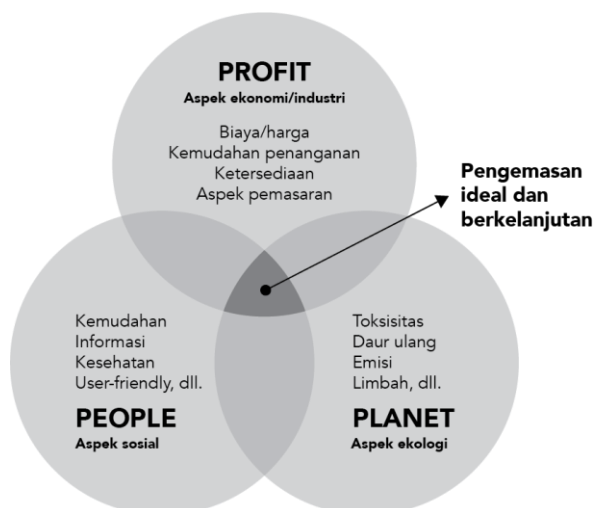 PROFIT
Aspek ekonomi/industri
Biaya/harga
Kemudahan penanganan
Ketersediaan
Aspek pemasaran
Pengemasan
ideal dan
berkelanjutan
Kemudahan
Informasi
Kesehatan
User-friendly, dll.
PEOPLE
Aspek sosial
Toksisitas
Daur ulang
Emisi
Limbah, dll.
PLANET
Aspek ekologi